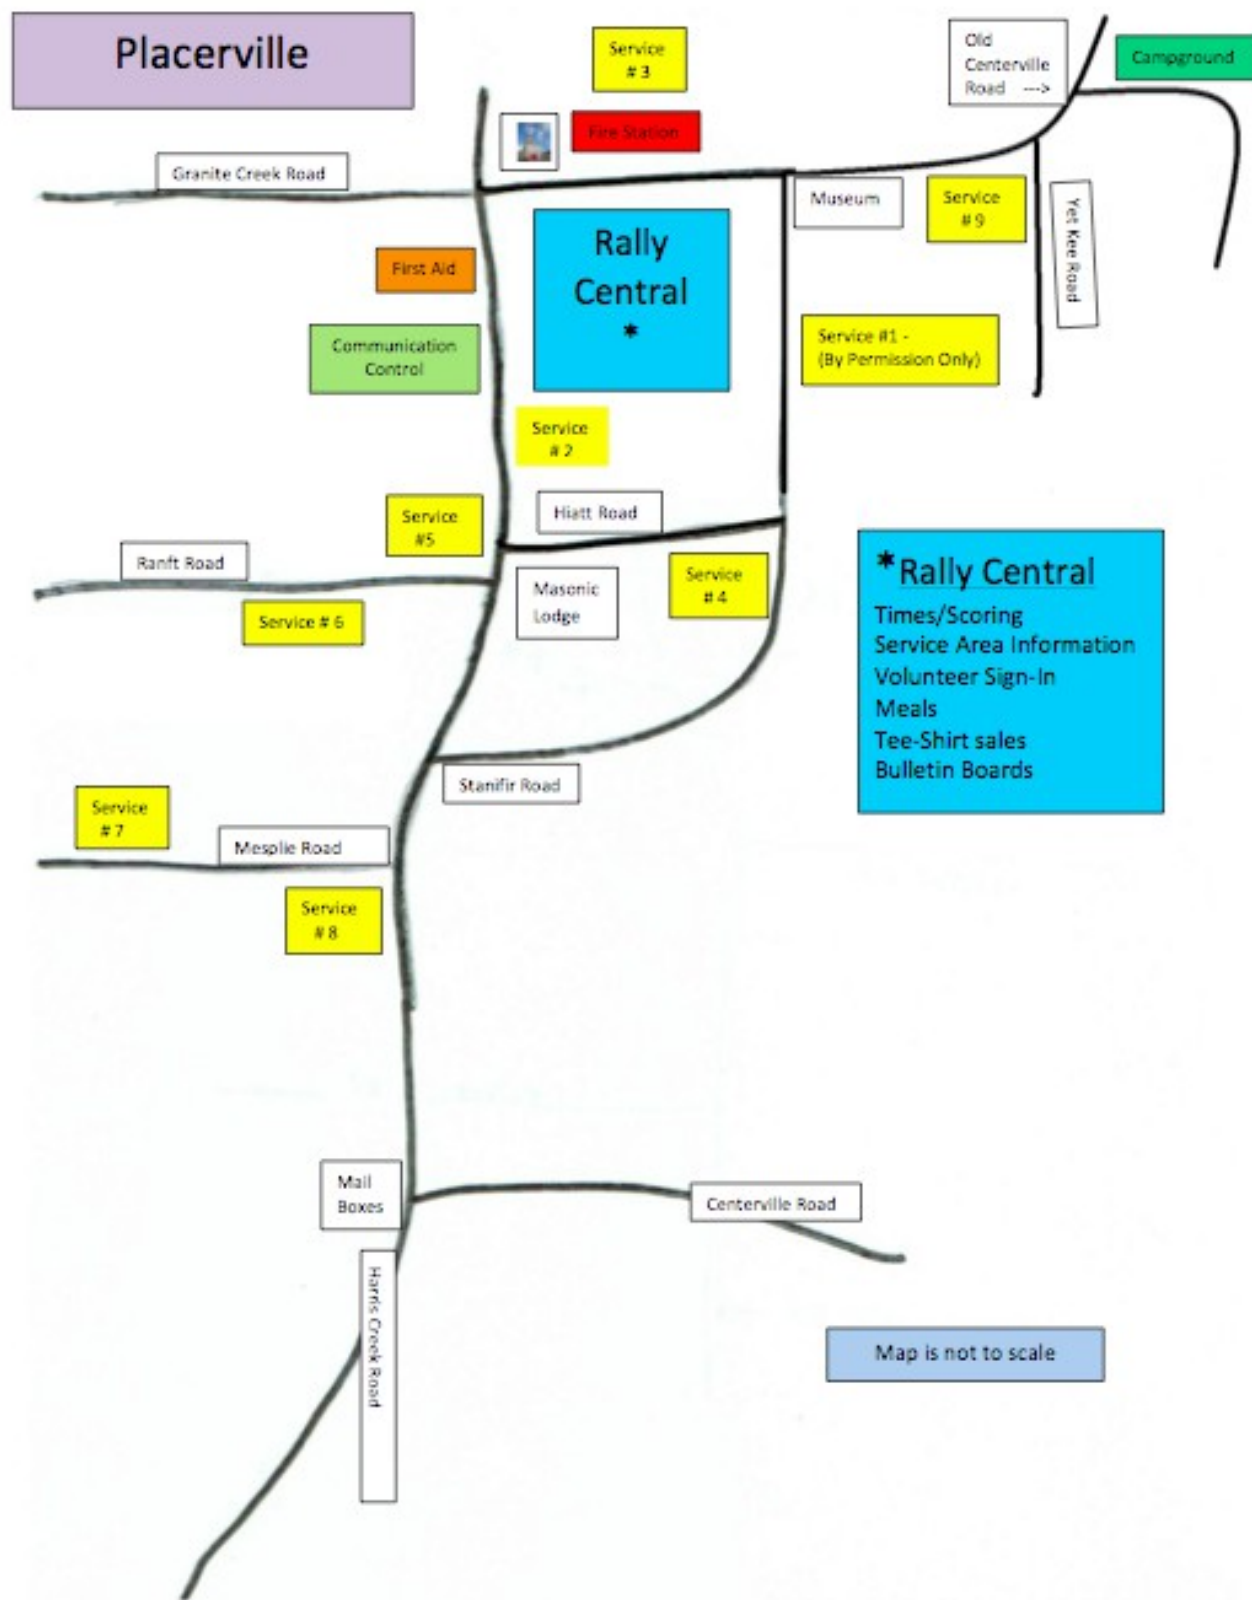 Placerville
Service
# 3
Old
Centerville
Road --->
Campground
Fire Station
Granite Creek Road
Museum
Service
# 9
Yet Kee Road
Rally
Central
*
First Aid
Communication
Control
Service #1 -
(By Permission Only)
Service
# 2
Service
#5
Hiatt Road
Ranft Road
Service # 6
Masonic
Lodge
Service
# 4
*Rally Central
Times/Scoring
Service Area Information
Volunteer Sign-In
Meals
Tee-Shirt sales
Bulletin Boards
Stanifir Road
Service
# 7
Mesplie Road
Service
# 8
Mail
Boxes
Centerville Road
Harris Creek Road
Map is not to scale